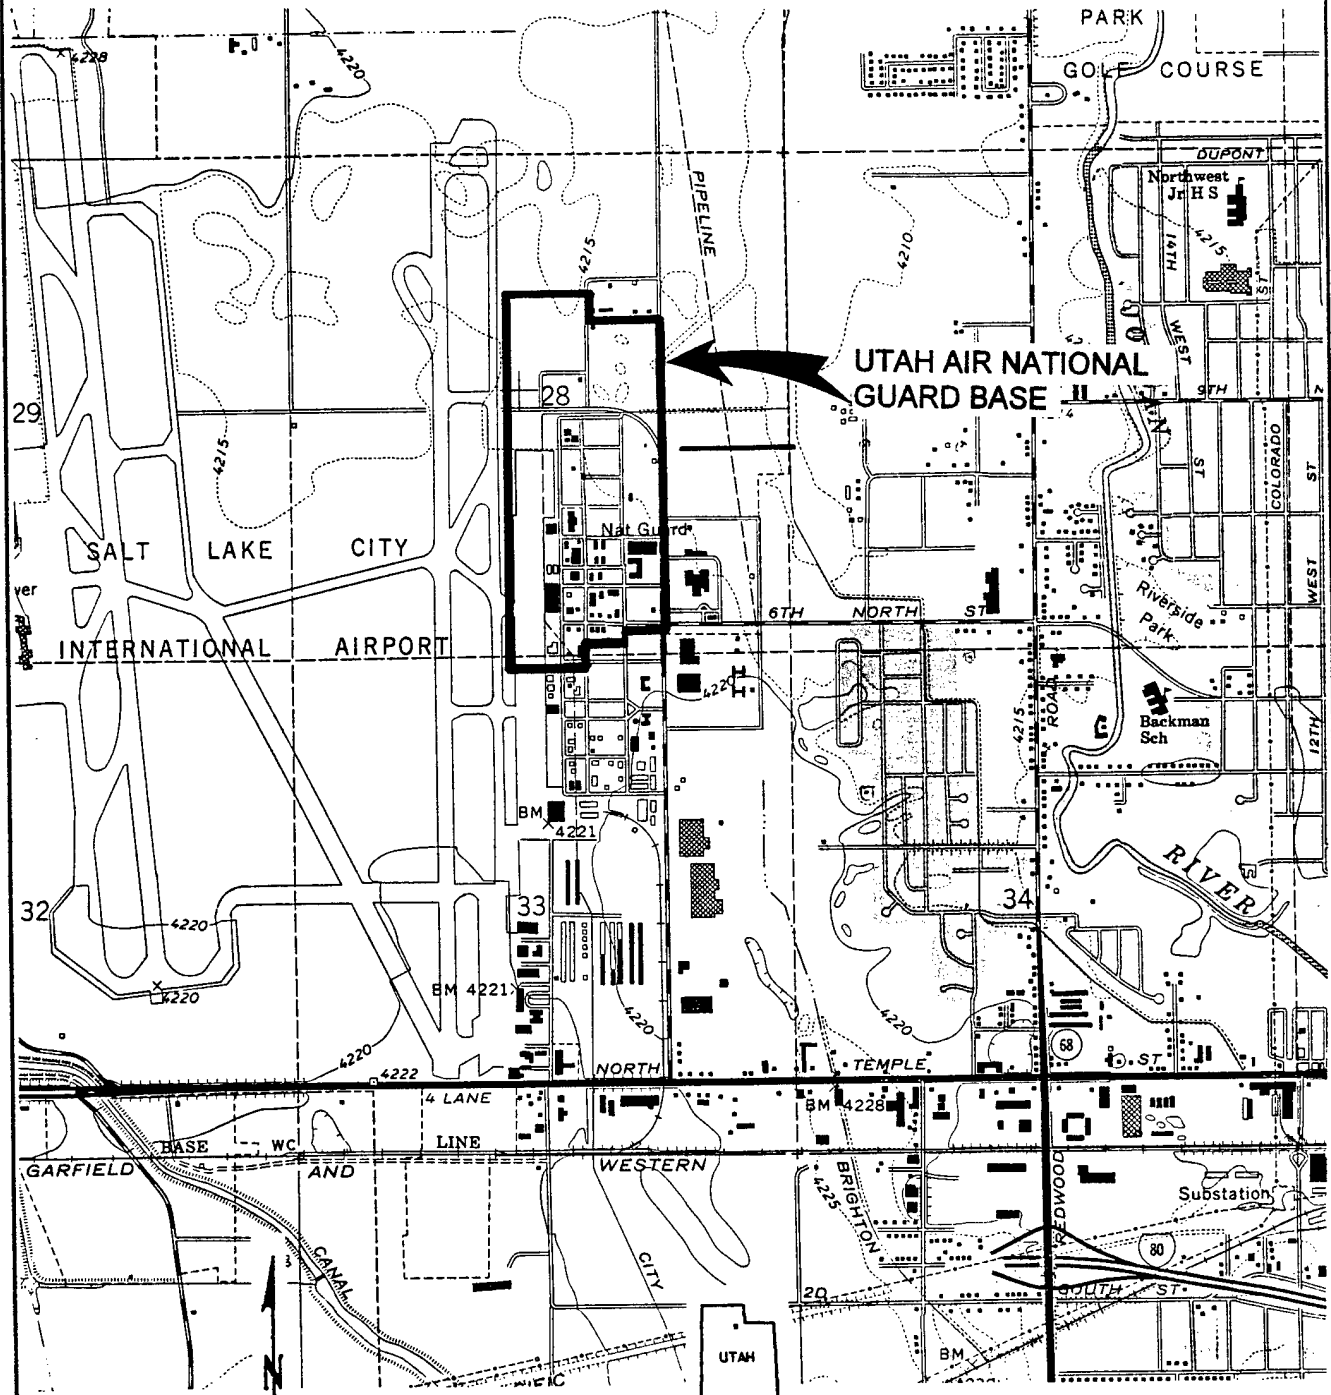 PARK
GOLF COURSE
4228
4220
DUPONT
Northwest
Jr H S
PIPELINE
4215
4210
14TH
4215
ST
WEST
UTAH AIR NATIONAL
GUARD BASE
28
29
9TH
4215
ST
COLORADO
ST
Nat Guard
SALT LAKE CITY
WEST
Riverside
Park
6TH NORTH ST
INTERNATIONAL AIRPORT
4220
4215
ROAD
Backman
Sch
12TH
BM
4221
RIVER
32
33
34
4220
4220
BM 4221
4220
4220
68
4220
4222
NORTH TEMPLE ST
4 LANE
BM 4228
BASE WC LINE
GARFIELD AND WESTERN
BRIGHTON
4225
REDWOOD
Substation
CANAL
CITY
80
2D SOUTH ST
N
UTAH
BM